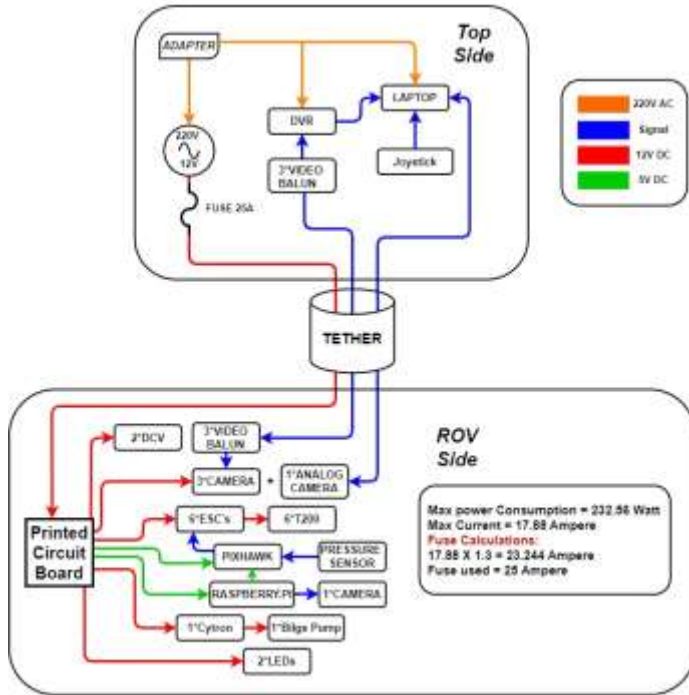 Top
Side
ADAPTER
LAPTOP
DVR
220V
12V
3*VIDEO
BALUN
Joystick
FUSE 25A
220V AC
Signal
12V DC
5V DC
TETHER
ROV
Side
2*DCV
3*VIDEO
BALUN
3*CAMERA
+
1*ANALOG
CAMERA
6*ESC's
6*T200
Printed
Circuit
Board
PIXHAWK
PRESSURE
SENSOR
RASPBERRY.PI
1*CAMERA
1*Cytron
1*Bilge Pump
2*LEDs
Max power Consumption = 232.56 Watt
Max Current = 17.88 Ampere
Fuse Calculations:
17.88 X 1.3 = 23.244 Ampere
Fuse used = 25 Ampere